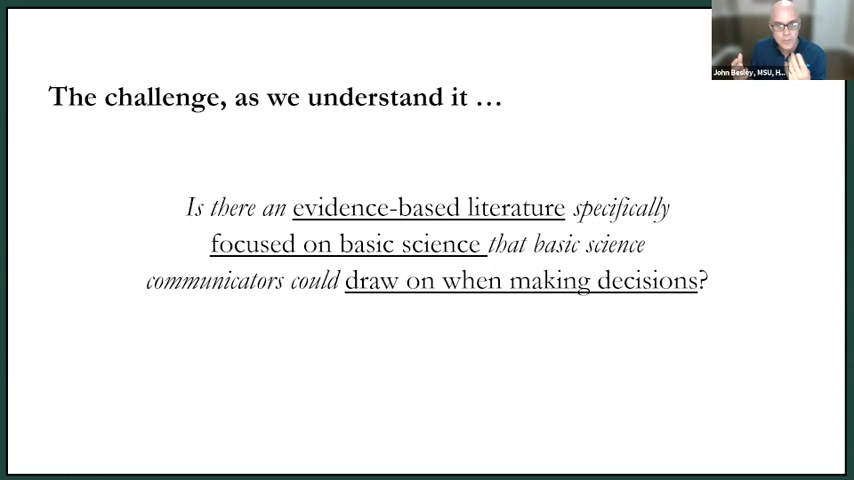 John Besley, MSU, H...
The challenge, as we understand it …
Is there an evidence-based literature specifically
focused on basic science that basic science
communicators could draw on when making decisions?